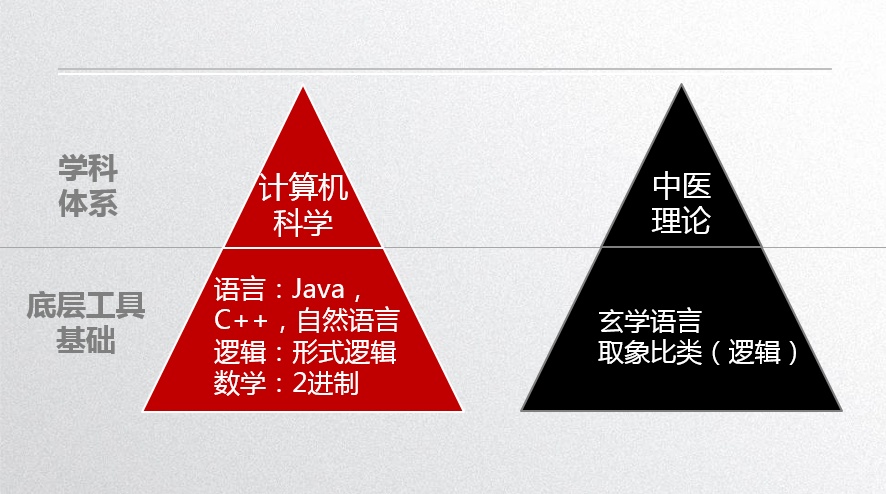 学科
体系
计算机
科学
中医
理论
底层工具
基础
语言：Java，
C++，自然语言
逻辑：形式逻辑
数学：2进制
玄学语言
取象比类（逻辑）